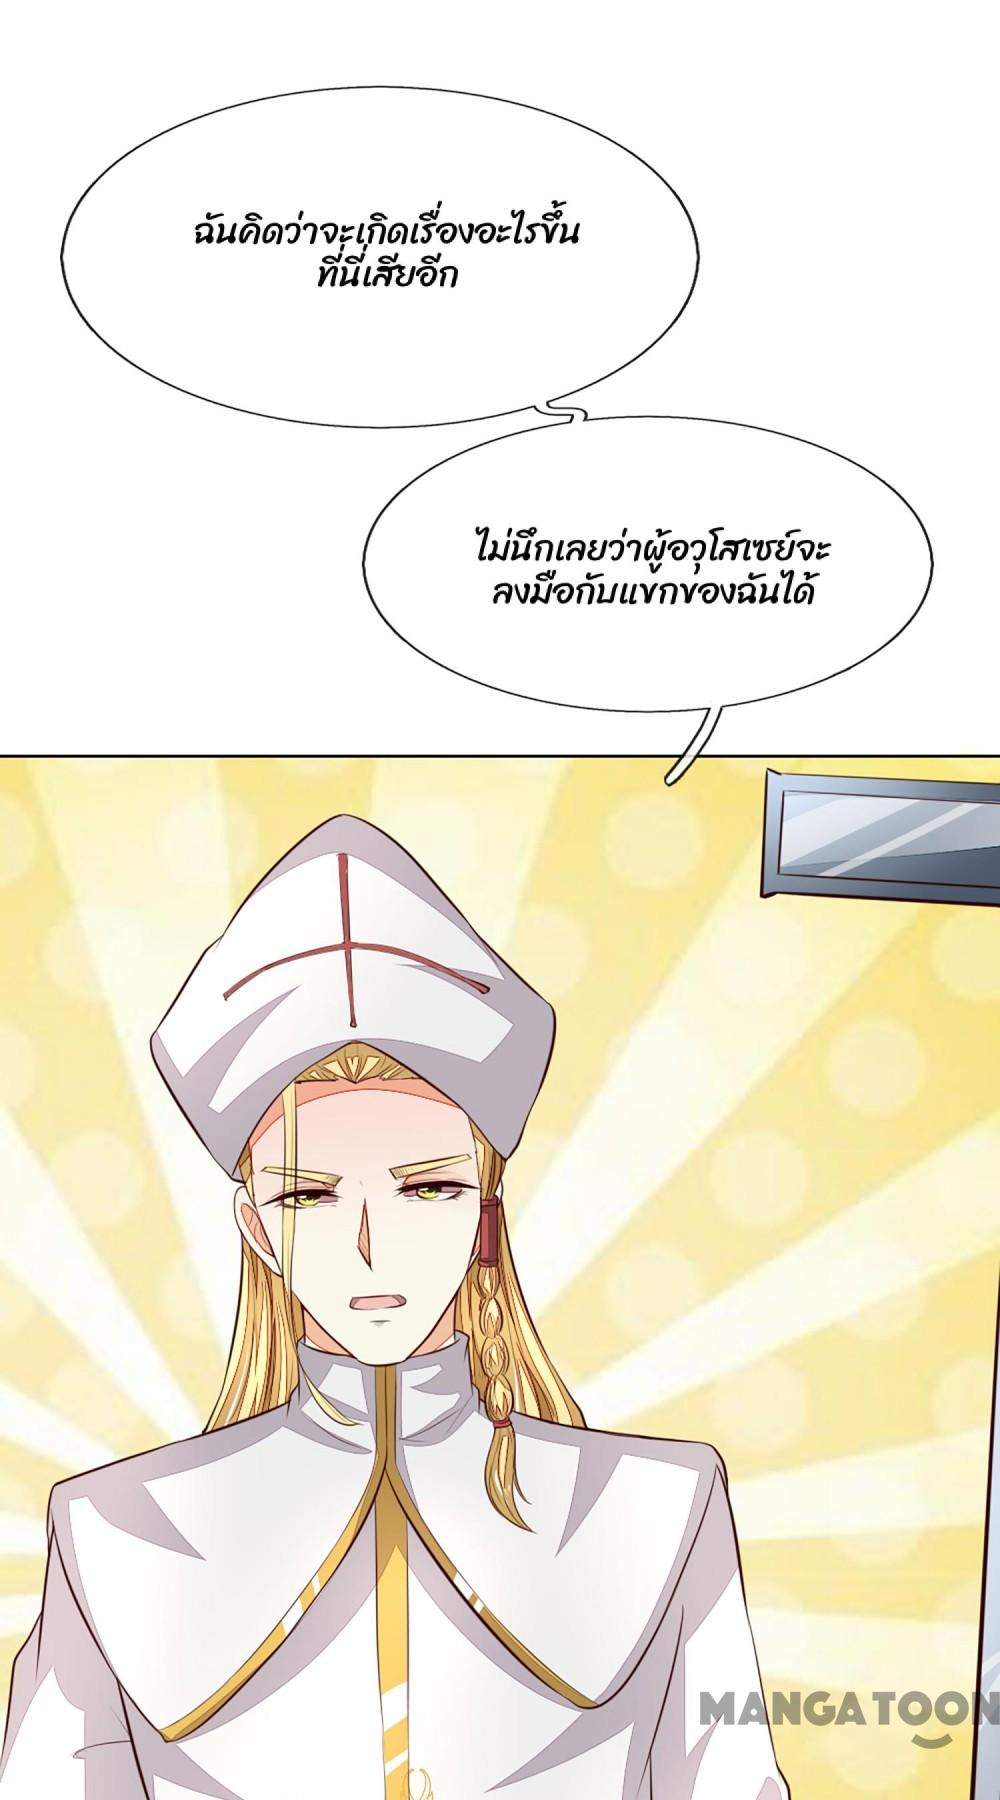 ฉันคิดว่าจะเกิดเรื่องอะไรขึ้น
ที่นี่เสียอีก
ไม่นึกเลยว่าผู้อวุโสเซย์จะ
ลงมือกับแขกของฉันได้
MANGATOON